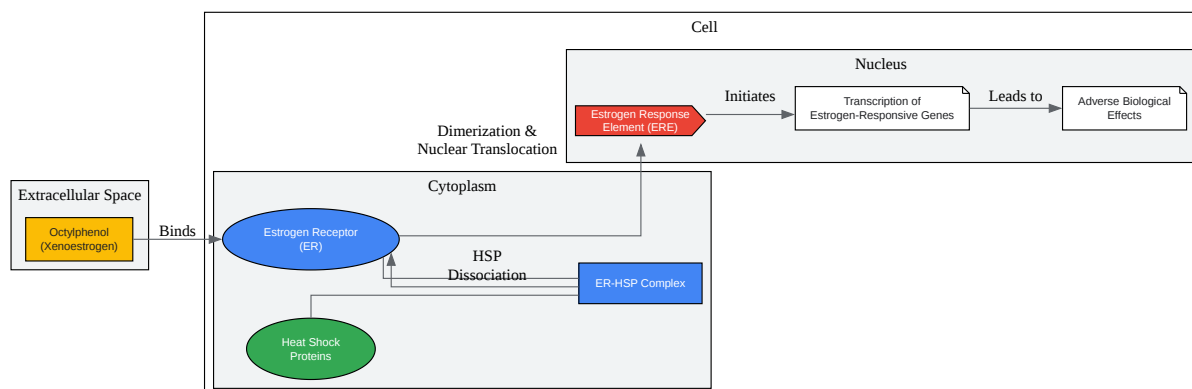 Cell
Nucleus
Initiates
Leads to
Estrogen Response
Element (ERE)
Transcription of
Estrogen-Responsive Genes
Adverse Biological
Effects
Dimerization &
Nuclear Translocation
Extracellular Space
Octylphenol
(Xenoestrogen)
Binds
Cytoplasm
Estrogen Receptor
(ER)
HSP
Dissociation
ER-HSP Complex
Heat Shock
Proteins